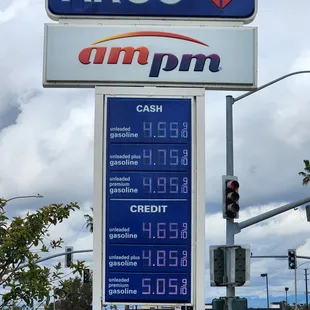 ampm
CASH
unleaded gasoline 4.55 9/10
unleaded plus gasoline 4.75 9/10
unleaded premium gasoline 4.95 9/10
CREDIT
unleaded gasoline 4.65 9/10
unleaded plus gasoline 4.85 9/10
unleaded premium gasoline 5.05 9/10